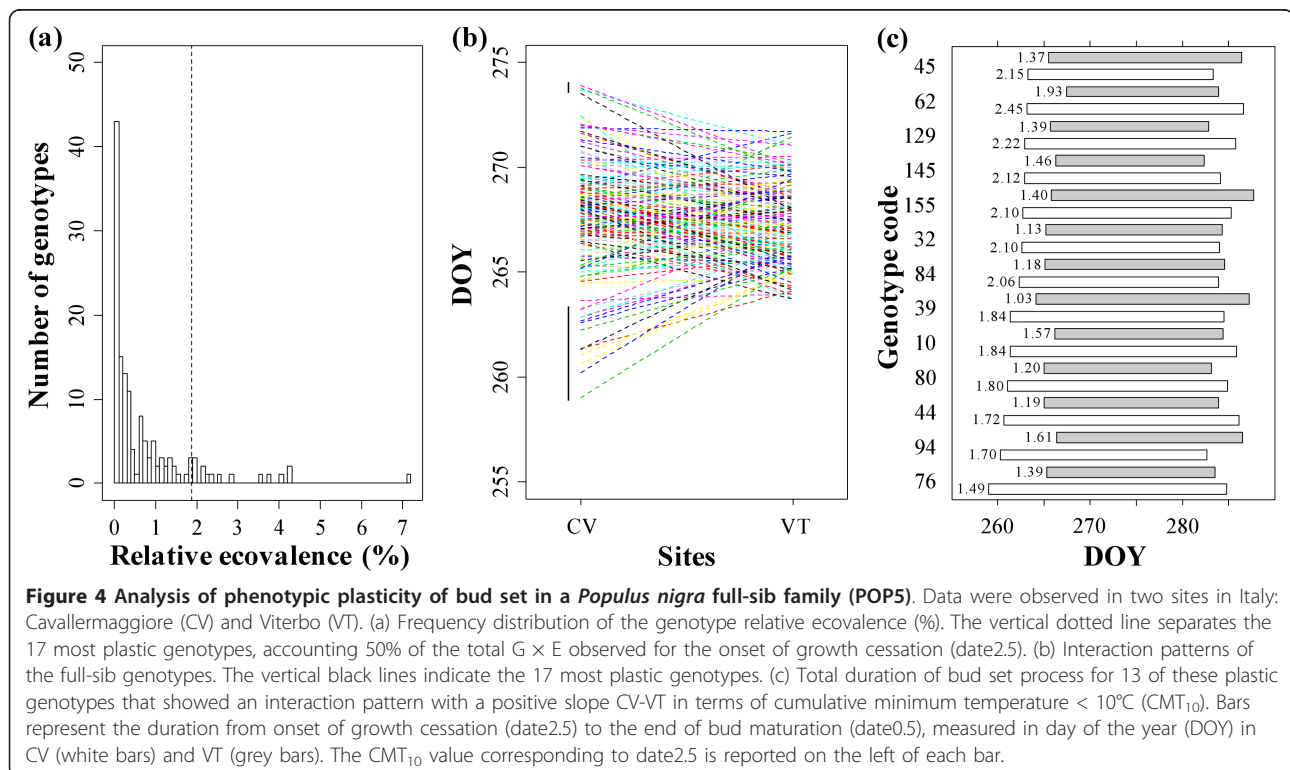 (a)
50
40
30
20
10
0
Number of genotypes
0 1 2 3 4 5 6 7
Relative ecovalence (%)
(b)
275
270
265
260
255
DOY
CV VT
Sites
(c)
Genotype code
45 1.37
2.15
62 1.93
2.45
129 1.39
2.22
145 1.46
2.12
155 1.40
2.10
32 1.13
2.10
84 1.18
2.06
39 1.03
1.84
10 1.57
1.84
80 1.20
1.80
44 1.19
1.72
94 1.61
1.70
76 1.39
1.49
260 270 280
DOY
Figure 4 Analysis of phenotypic plasticity of bud set in a Populus nigra full-sib family (POP5). Data were observed in two sites in Italy:
Cavallermaggiore (CV) and Viterbo (VT). (a) Frequency distribution of the genotype relative ecovalence (%). The vertical dotted line separates the
17 most plastic genotypes, accounting 50% of the total G × E observed for the onset of growth cessation (date2.5). (b) Interaction patterns of
the full-sib genotypes. The vertical black lines indicate the 17 most plastic genotypes. (c) Total duration of bud set process for 13 of these plastic
genotypes that showed an interaction pattern with a positive slope CV-VT in terms of cumulative minimum temperature < 10°C (CMT₁₀). Bars
represent the duration from onset of growth cessation (date2.5) to the end of bud maturation (date0.5), measured in day of the year (DOY) in
CV (white bars) and VT (grey bars). The CMT₁₀ value corresponding to date2.5 is reported on the left of each bar.